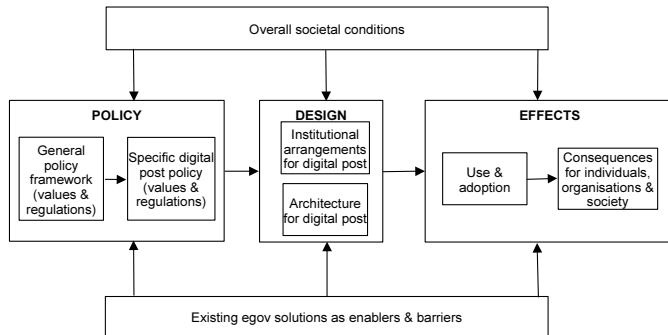 Overall societal conditions
POLICY
General
policy
framework
(values &
regulations)
Specific digital
post policy
(values &
regulations)
DESIGN
Institutional
arrangements
for digital post
Architecture
for digital post
EFFECTS
Use &
adoption
Consequences
for individuals,
organisations &
society
Existing egov solutions as enablers & barriers